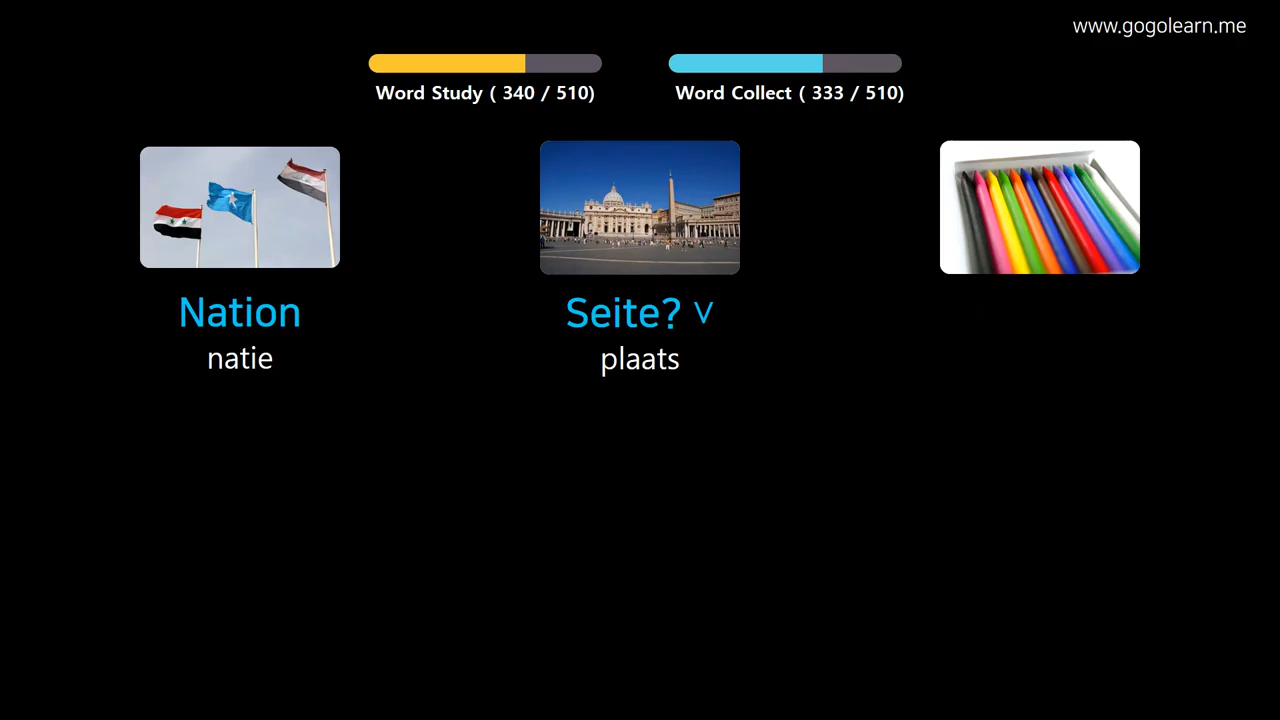 www.gogolearn.me
Word Study ( 340 / 510)
Word Collect ( 333 / 510)
Nation
natie
Seite? V
plaats